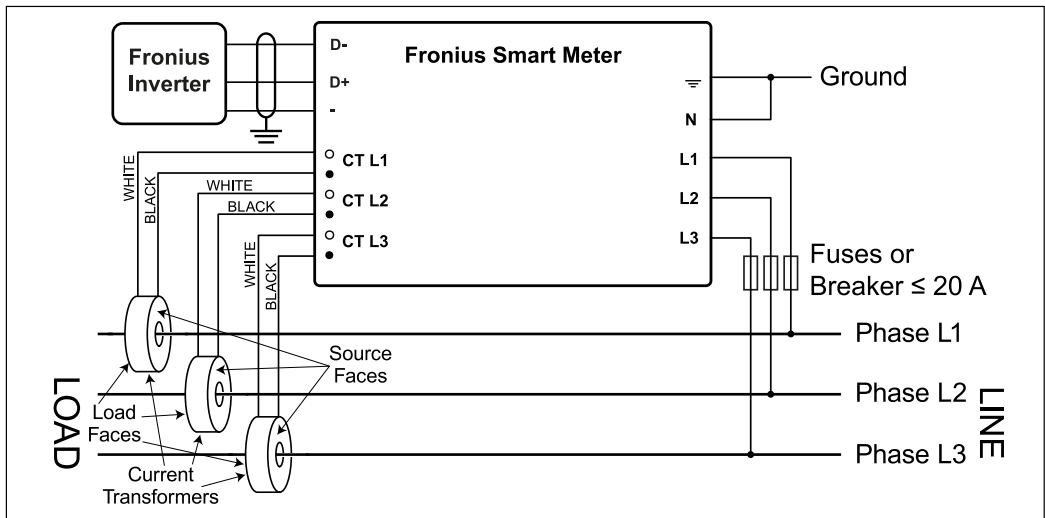 Fronius
Inverter
D-
D+
-
Fronius Smart Meter
Ground
N
CT L1
CT L2
CT L3
L1
L2
L3
WHITE
BLACK
WHITE
BLACK
WHITE
BLACK
Fuses or
Breaker ≤ 20 A
Phase L1
Source
Faces
LOAD
Load
Faces
Phase L2
LINE
Phase L3
Current
Transformers